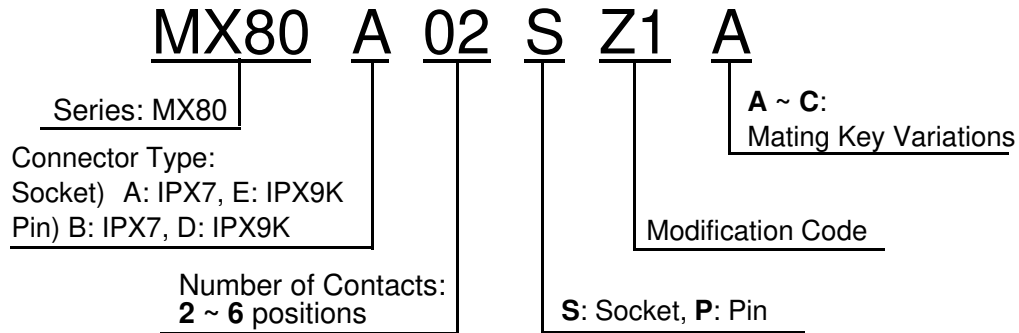 MX80 A 02 S Z1 A
Series: MX80
A ~ C:
Mating Key Variations
Connector Type:
Socket) A: IPX7, E: IPX9K
Pin) B: IPX7, D: IPX9K
Modification Code
Number of Contacts:
2 ~ 6 positions
S: Socket, P: Pin